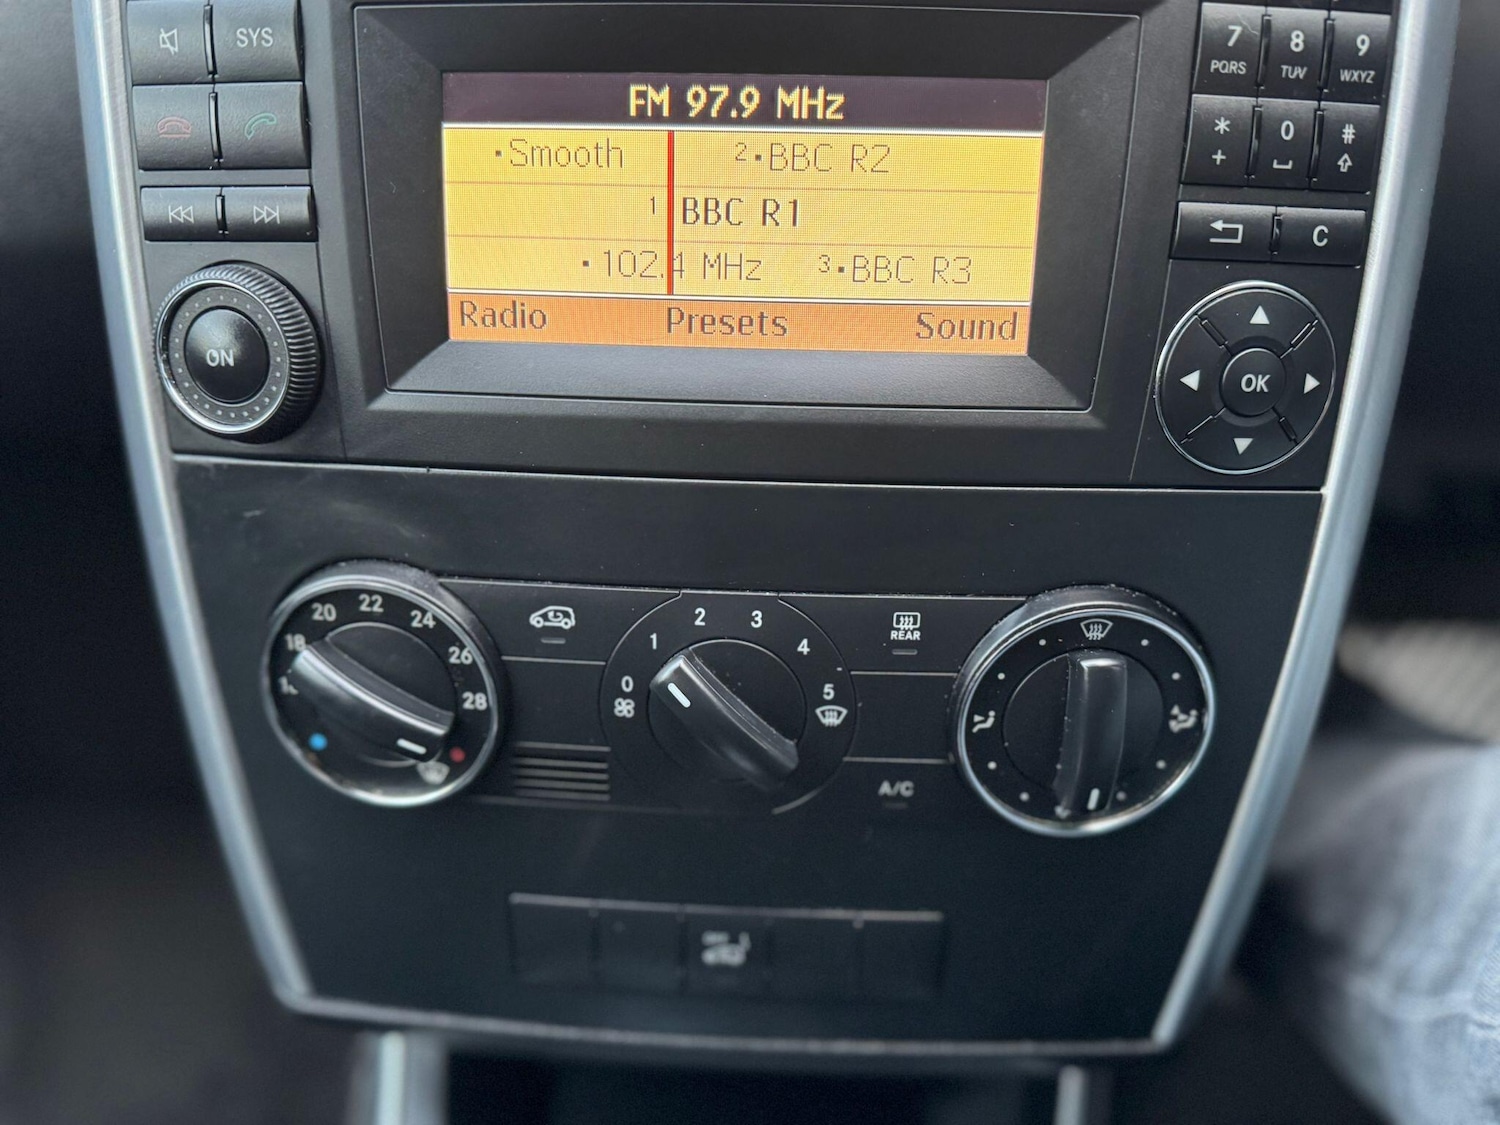 SYS
7 8 9
PQRS TUV WXYZ
* 0 #
+
C
ON
OK
FM 97.9 MHz
•Smooth 2•BBC R2
1 BBC R1
•102.4 MHz 3•BBC R3
Radio Presets Sound
18 20 22 24 26 28
0 1 2 3 4 5
REAR
A/C